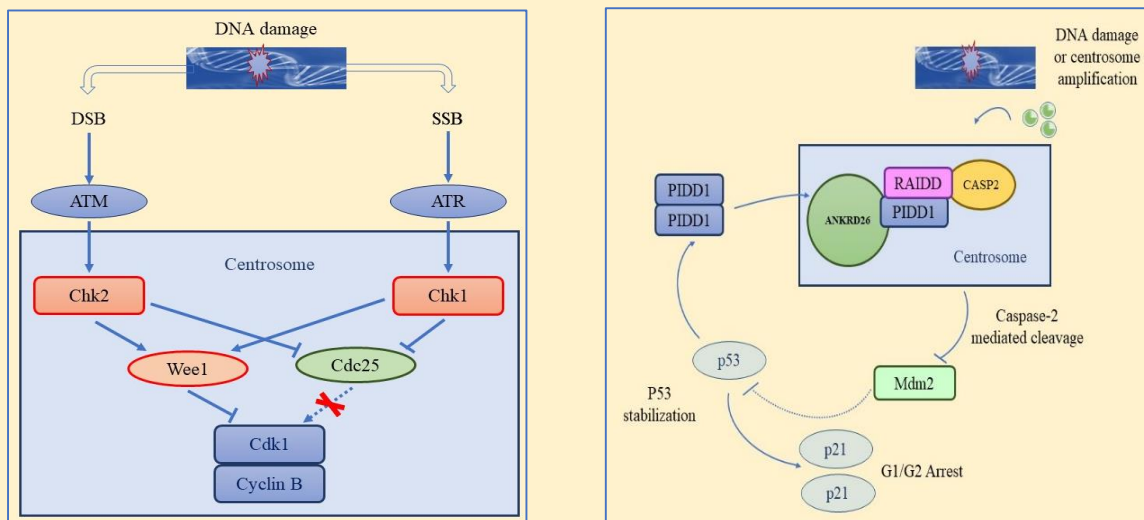 DNA damage
DSB
SSB
ATM
ATR
Centrosome
Chk2
Chk1
Wee1
Cdc25
Cdk1
Cyclin B
DNA damage
or centrosome
amplification
PIDD1
PIDD1
RAIDD
CASP2
ANKRD26
PIDD1
Centrosome
Caspase-2
mediated cleavage
p53
Mdm2
P53
stabilization
p21
G1/G2 Arrest
p21